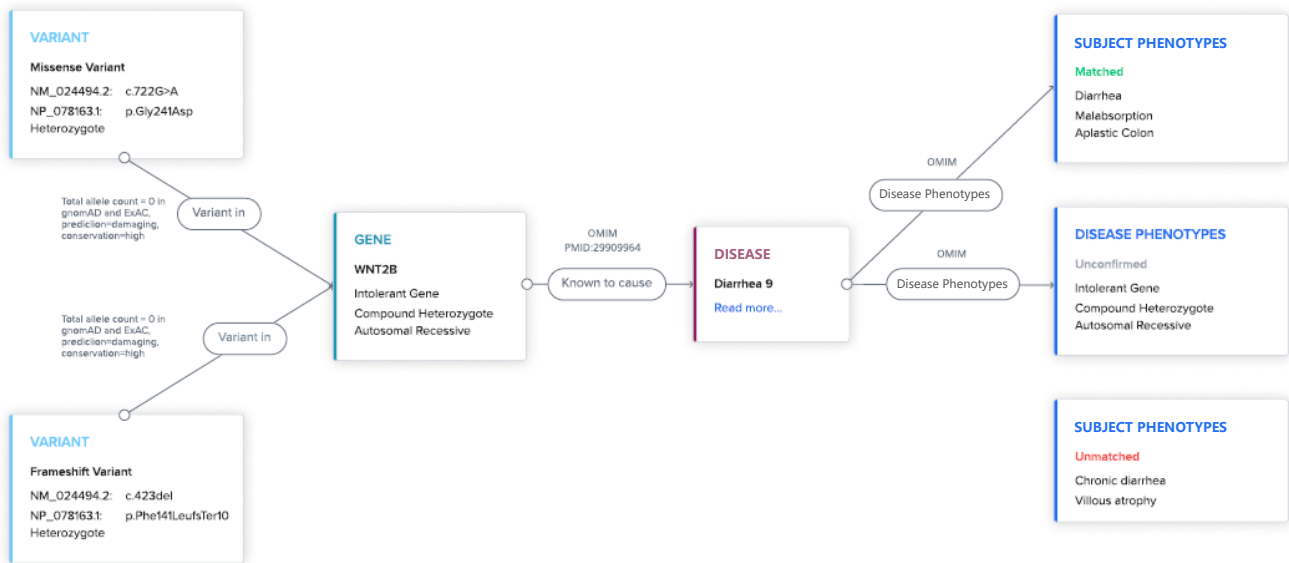 VARIANT
Missense Variant
NM_024494.2: c.722G>A
NP_078163.1: p.Gly241Asp
Heterozygote
Total allele count = 0 in
gnomAD and ExAC,
prediction=damaging,
conservation=high
Variant in
Total allele count = 0 in
gnomAD and ExAC,
prediction=damaging,
conservation=high
Variant in
VARIANT
Frameshift Variant
NM_024494.2: c.423del
NP_078163.1: p.Phe141LeufsTer10
Heterozygote
GENE
WNT2B
Intolerant Gene
Compound Heterozygote
Autosomal Recessive
OMIM
PMID:29909964
Known to cause
DISEASE
Diarrhea 9
Read more...
OMIM
Disease Phenotypes
OMIM
Disease Phenotypes
SUBJECT PHENOTYPES
Matched
Diarrhea
Malabsorption
Aplastic Colon
DISEASE PHENOTYPES
Unconfirmed
Intolerant Gene
Compound Heterozygote
Autosomal Recessive
SUBJECT PHENOTYPES
Unmatched
Chronic diarrhea
Villous atrophy